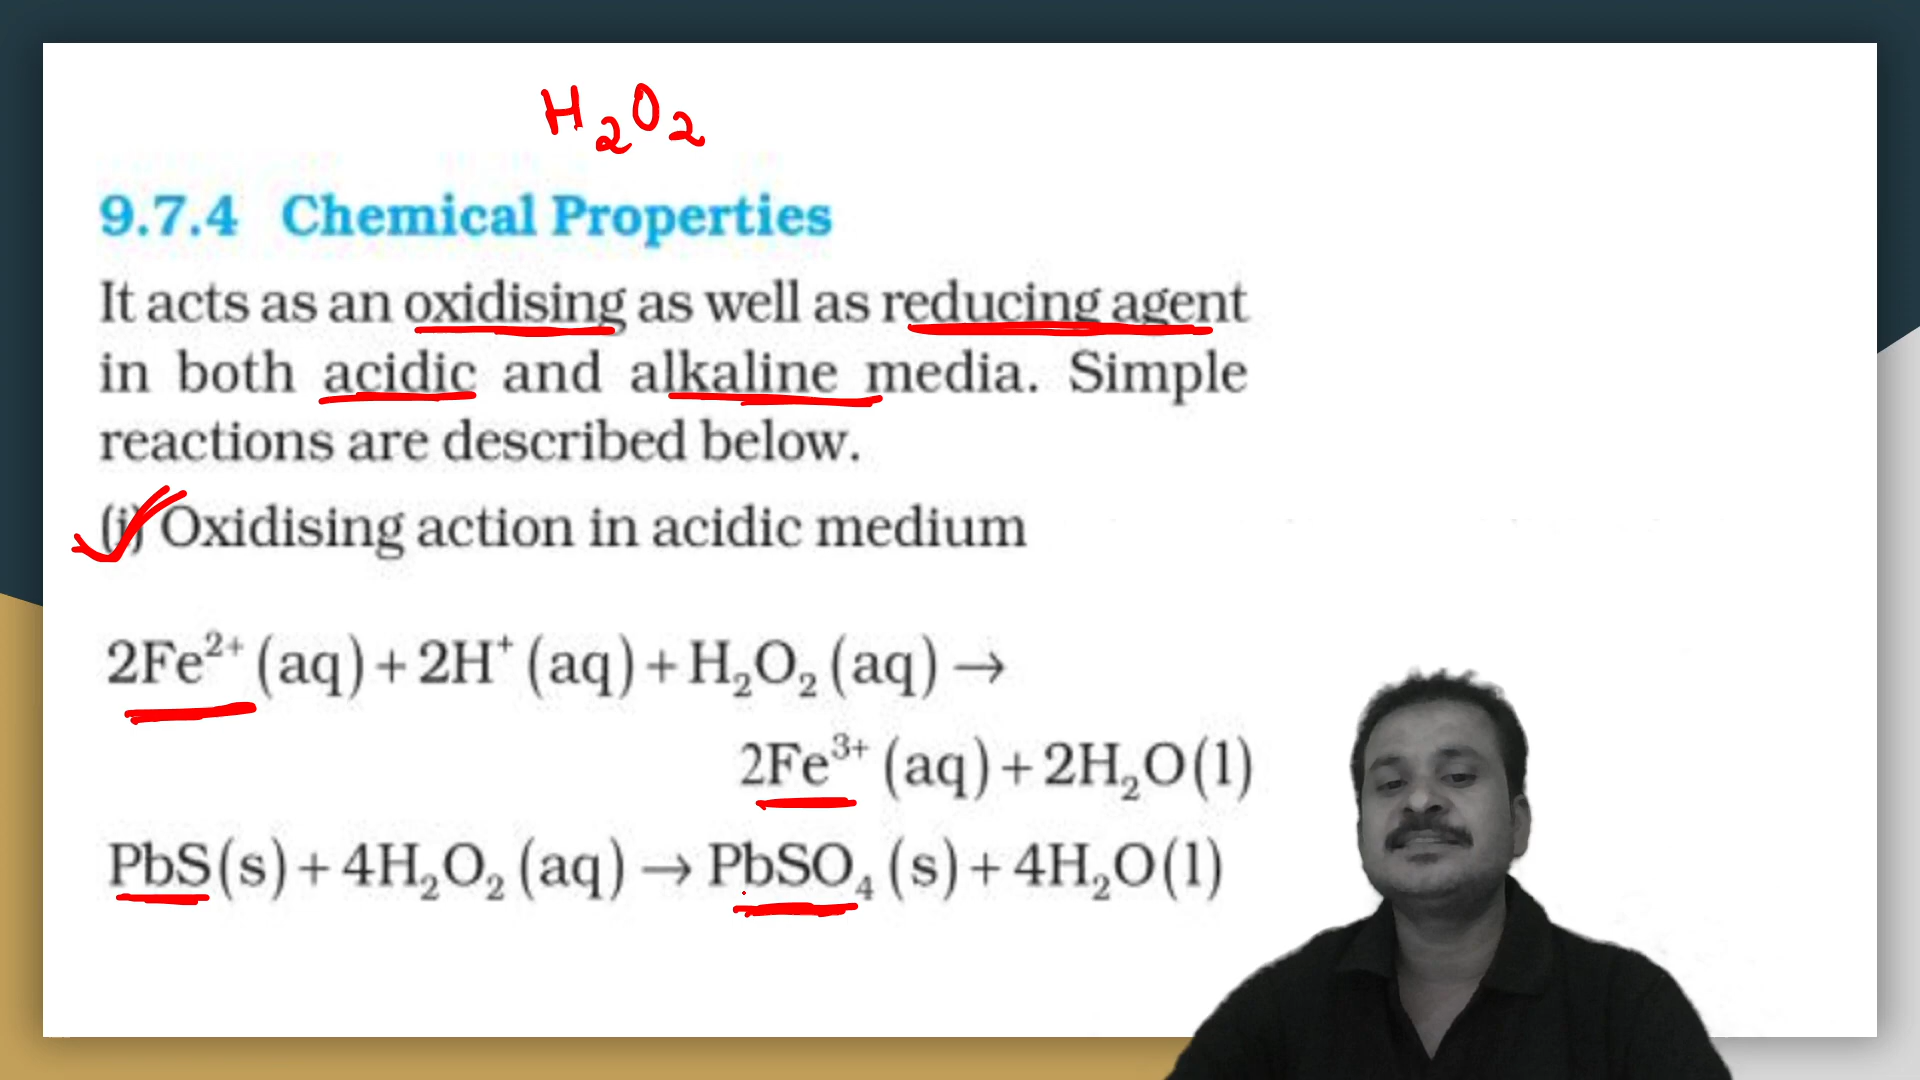 H₂O₂
9.7.4 Chemical Properties
It acts as an oxidising as well as reducing agent
in both acidic and alkaline media. Simple
reactions are described below.
(i) Oxidising action in acidic medium
2Fe²⁺ (aq) + 2H⁺ (aq) + H₂O₂ (aq) →
2Fe³⁺ (aq) + 2H₂O(l)
PbS(s) + 4H₂O₂ (aq) → PbSO₄ (s) + 4H₂O(l)